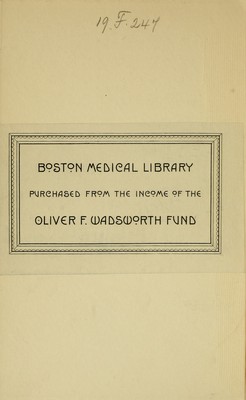 19.F.247
BOSTON MEDICAL LIBRARY
PURCHASED FROM THE INCOME OF THE
OLIVER F. WADSWORTH FUND